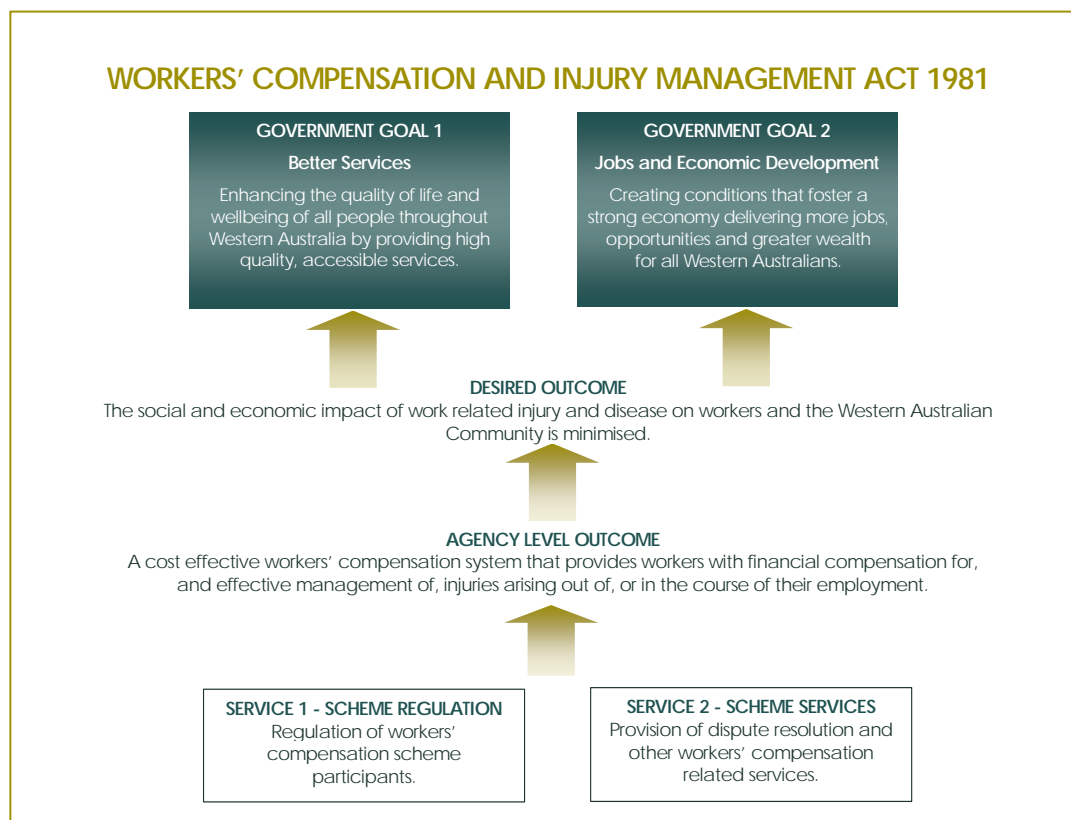 WORKERS' COMPENSATION AND INJURY MANAGEMENT ACT 1981
GOVERNMENT GOAL 1
Better Services
Enhancing the quality of life and
wellbeing of all people throughout
Western Australia by providing high
quality, accessible services.
GOVERNMENT GOAL 2
Jobs and Economic Development
Creating conditions that foster a
strong economy delivering more jobs,
opportunities and greater wealth
for all Western Australians.
DESIRED OUTCOME
The social and economic impact of work related injury and disease on workers and the Western Australian
Community is minimised.
AGENCY LEVEL OUTCOME
A cost effective workers' compensation system that provides workers with financial compensation for,
and effective management of, injuries arising out of, or in the course of their employment.
SERVICE 1 - SCHEME REGULATION
Regulation of workers'
compensation scheme
participants.
SERVICE 2 - SCHEME SERVICES
Provision of dispute resolution and
other workers' compensation
related services.